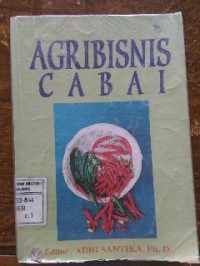 AGRIBISNIS
CABAI
Editor : ADHI SANTIKA, Ph. D